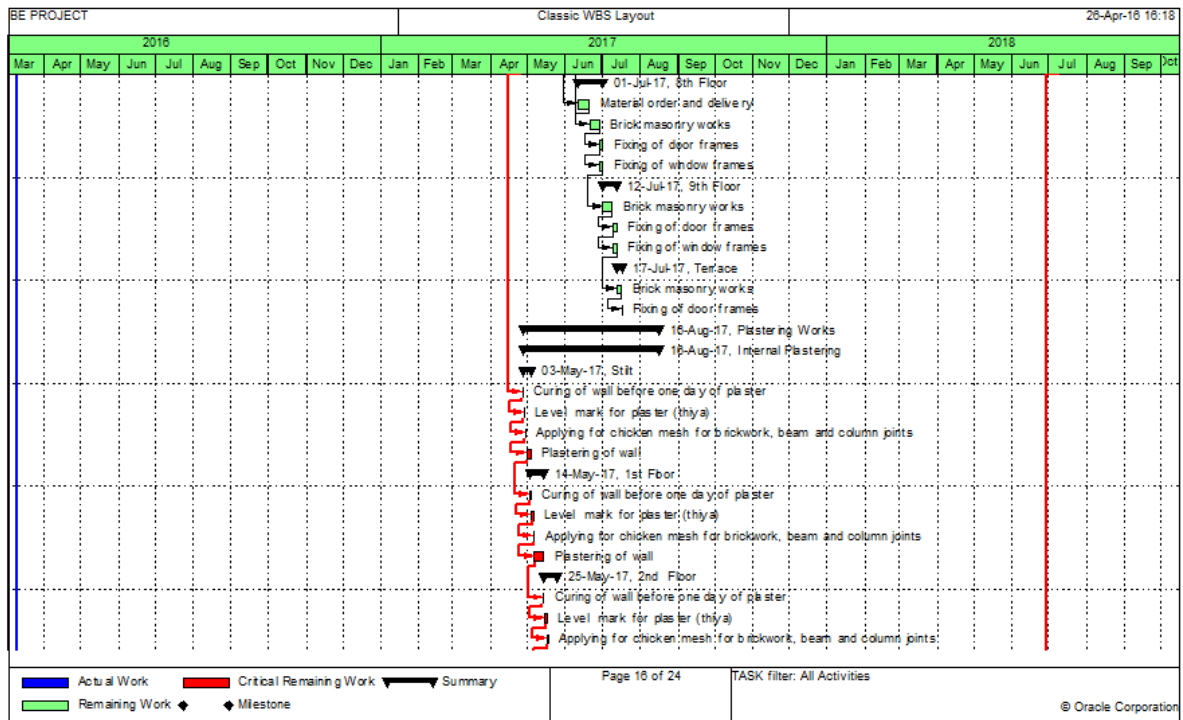 BE PROJECT Classic WBS Layout 26-Apr-16 16:18
2016 2017 2018
Mar Apr May Jun Jul Aug Sep Oct Nov Dec Jan Feb Mar Apr May Jun Jul Aug Sep Oct Nov Dec Jan Feb Mar Apr May Jun Jul Aug Sep Oct
01-Jul-17, 8th Floor
Material order and delivery
Brick masonry works
Fixing of door frames
Fixing of window frames
12-Jul-17, 9th Floor
Brick masonry works
Fixing of door frames
Fixing of window frames
17-Jul-17, Terrace
Brick masonry works
Fixing of door frames
16-Aug-17, Plastering Works
16-Aug-17, Internal Plastering
03-May-17, Stilt
Curing of wall before one day of plaster
Level mark for plaster (thiya)
Applying for chicken mesh for brickwork, beam and column joints
Plastering of wall
14-May-17, 1st Floor
Curing of wall before one day of plaster
Level mark for plaster (thiya)
Applying for chicken mesh for brickwork, beam and column joints
Plastering of wall
25-May-17, 2nd Floor
Curing of wall before one day of plaster
Level mark for plaster (thiya)
Applying for chicken mesh for brickwork, beam and column joints
Actual Work Critical Remaining Work Summary Page 16 of 24 TASK filter: All Activities
Remaining Work Milestone
© Oracle Corporation